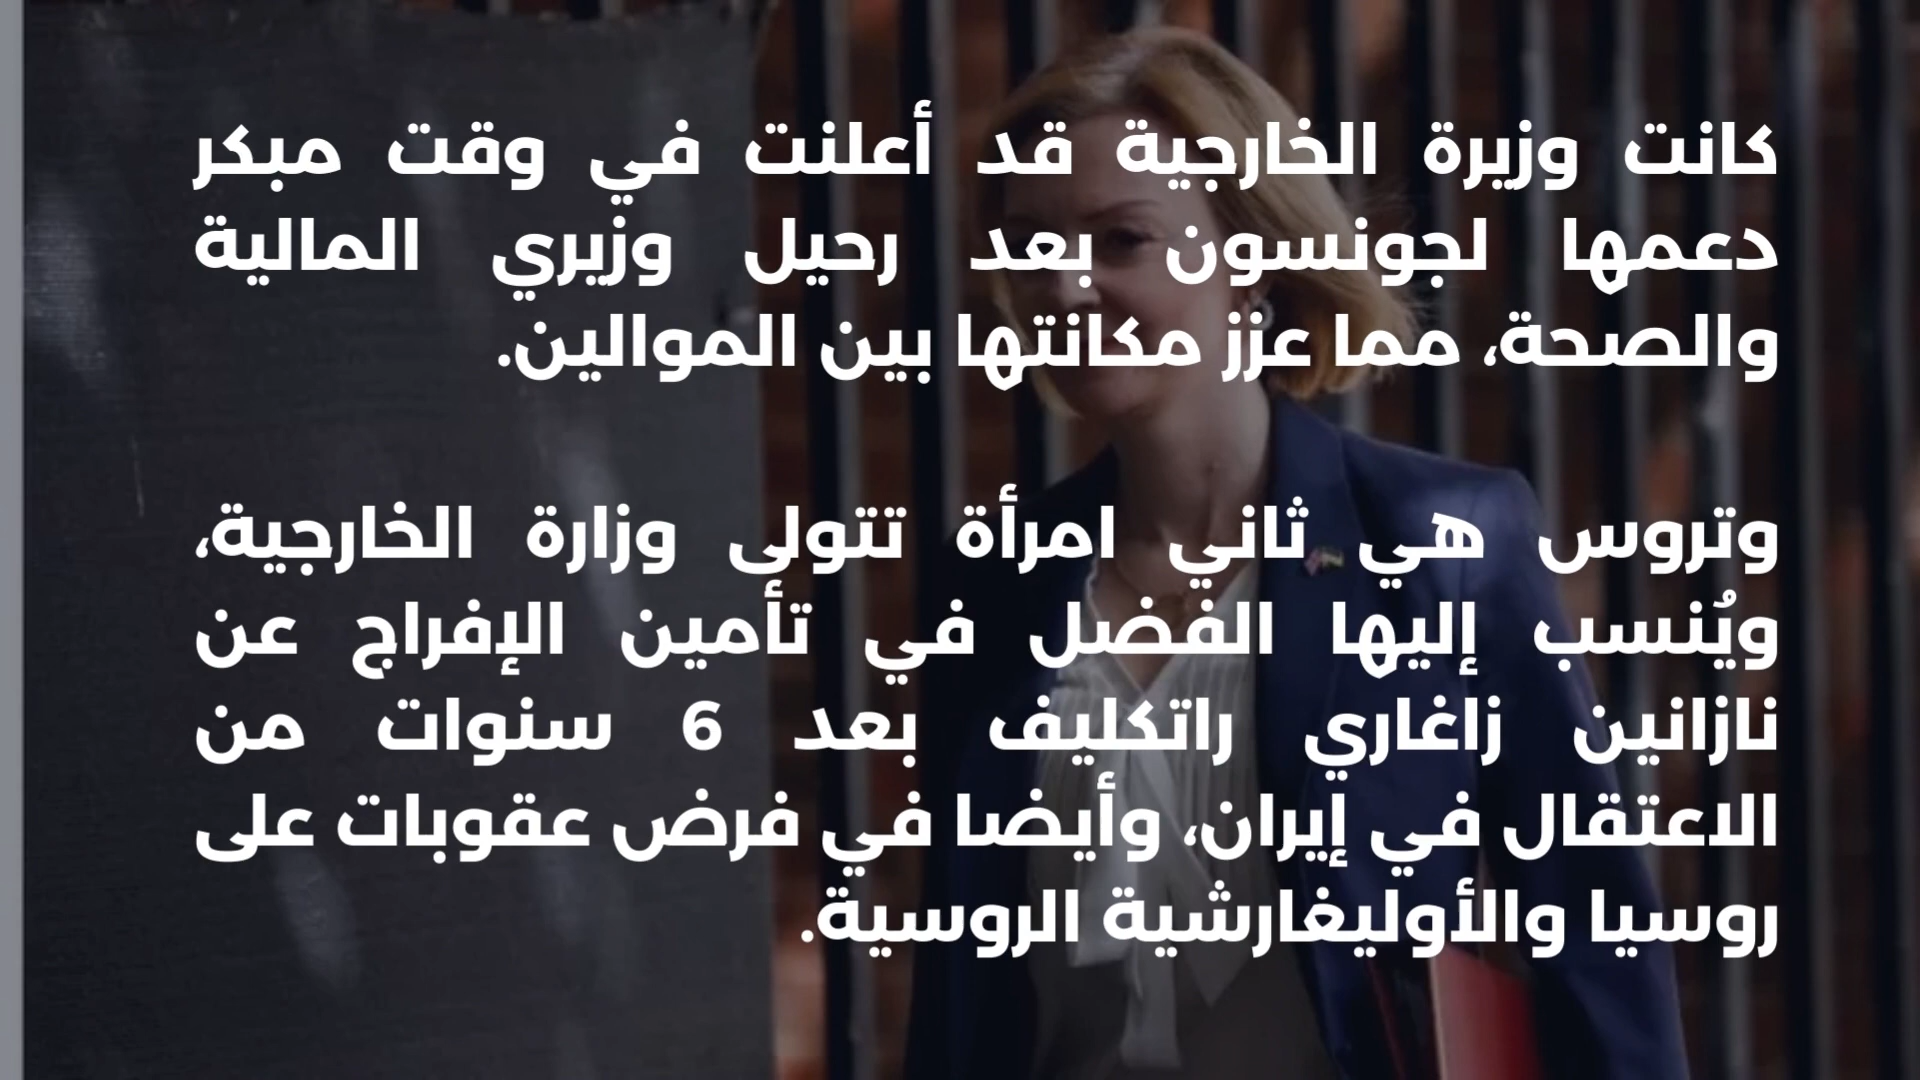 كانت وزيرة الخارجية قد أعلنت في وقت مبكر
دعمها لجونسون بعد رحيل وزيري المالية
والصحة، مما عزز مكانتها بين الموالين.
وتروس هي ثاني امرأة تتولى وزارة الخارجية،
ويُنسب إليها الفضل في تأمين الإفراج عن
نازانين زاغاري راتكليف بعد 6 سنوات من
الاعتقال في إيران، وأيضا في فرض عقوبات على
روسيا والأوليغارشية الروسية.